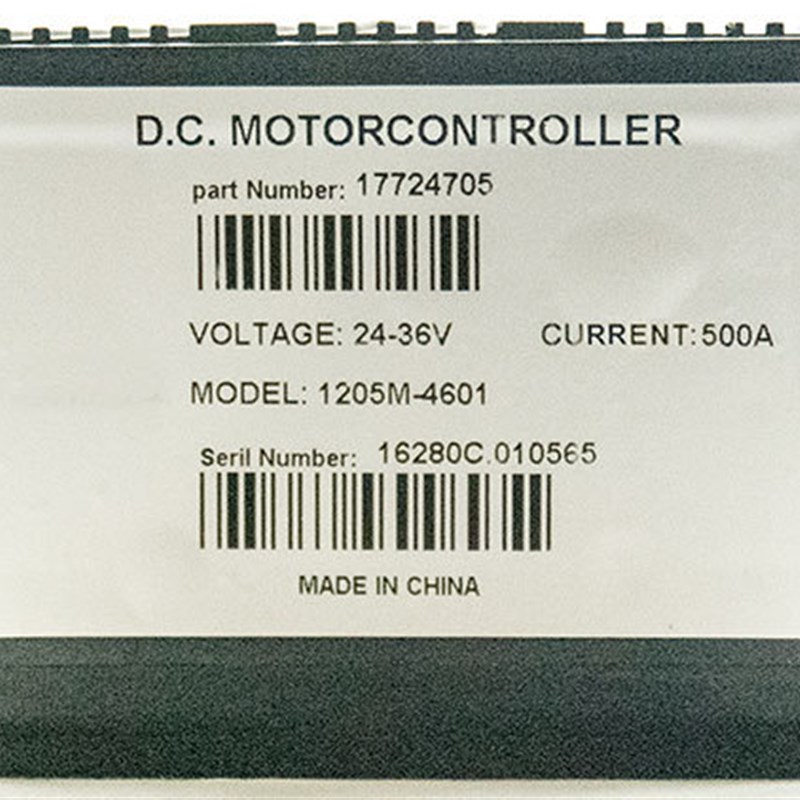 D.C. MOTORCONTROLLER
part Number: 17724705
VOLTAGE: 24-36V CURRENT:500A
MODEL: 1205M-4601
Seril Number: 16280C.010565
MADE IN CHINA